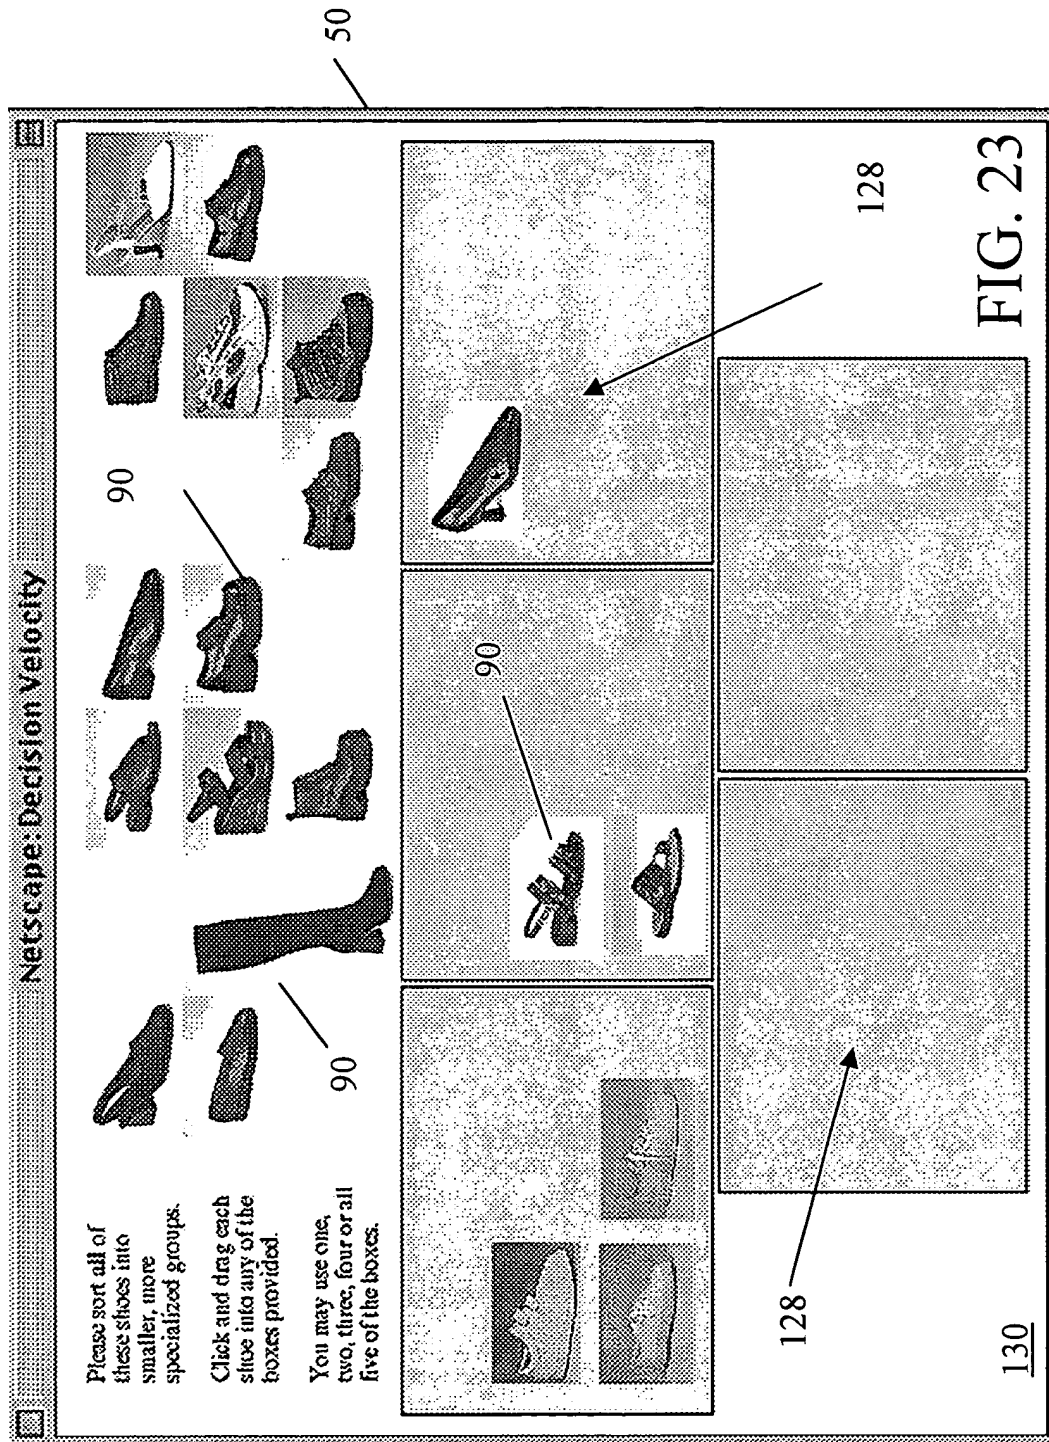 Netscape: Decision Velocity
50
Please sort all of
these shoes into
smaller, more
specialized groups.
Click and drag each
shoe into any of the
boxes provided.
You may use one,
two, three, four or all
five of the boxes.
90
90
90
128
128
130
FIG. 23